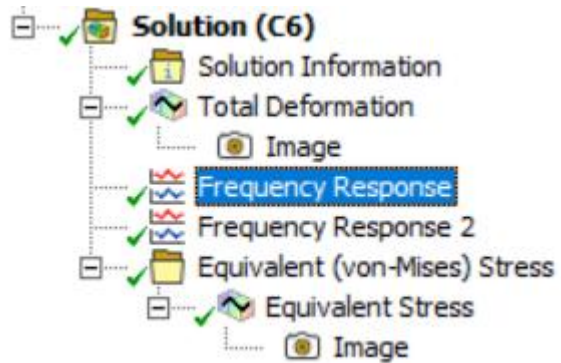 Solution (C6)
Solution Information
Total Deformation
Image
Frequency Response
Frequency Response 2
Equivalent (von-Mises) Stress
Equivalent Stress
Image